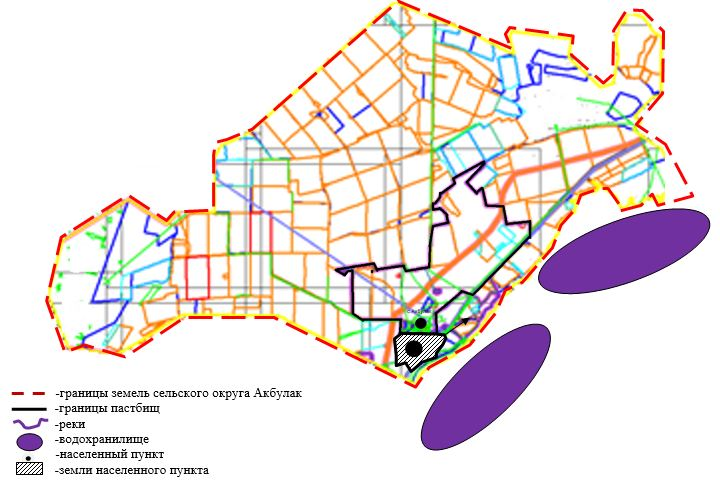 -границы земель сельского округа Акбулак
-границы пастбищ
-реки
-водохранилище
-населенный пункт
-земли населенного пункта